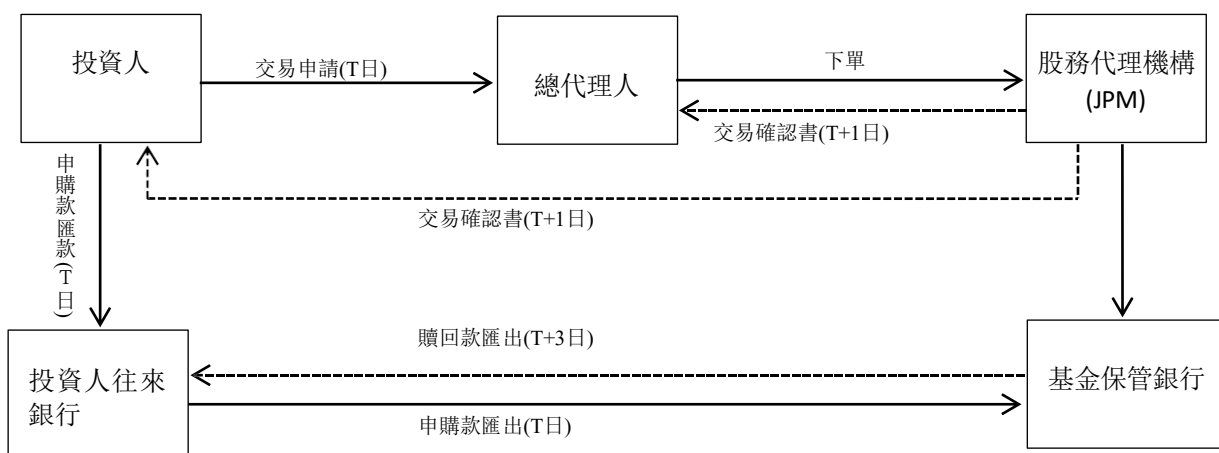 投資人
交易申請(T日)
總代理人
下單
股務代理機構
(JPM)
交易確認書(T+1日)
交易確認書(T+1日)
申購款匯款(T日)
贖回款匯出(T+3日)
投資人往來
銀行
基金保管銀行
申購款匯出(T日)